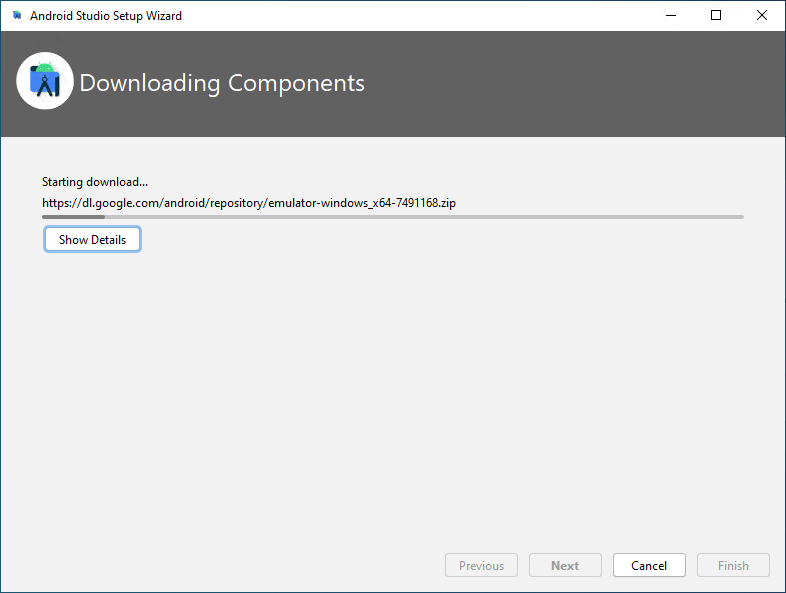 Android Studio Setup Wizard
Downloading Components
Starting download...
https://dl.google.com/android/repository/emulator-windows_x64-7491168.zip
Show Details
Previous Next Cancel Finish